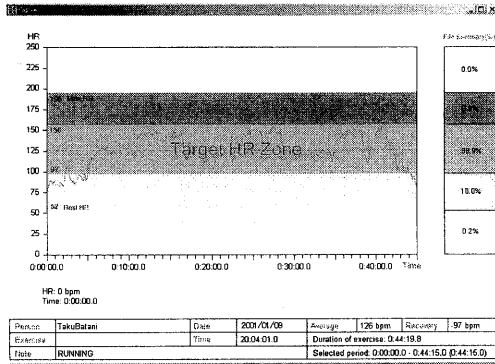 HR
250
225
200
175
150
125
100
75
50
25
0
156
Target HR Zone
52 Rest HR
0:00:00.0 0:10:00.0 0:20:00.0 0:30:00.0 0:40:00.0 Time
0.0%
10.0%
0.2%
HR: 0 bpm
Time: 0:00:00.0
Person TakuBatani Date 2001/01/09 Average 126 bpm Recovery -97 bpm
Exercise Time 20:04:01.0 Duration of exercise: 0:44:19.8
Note RUNNING Selected period: 0:00:00.0 - 0:44:15.0 (0:44:15.0)